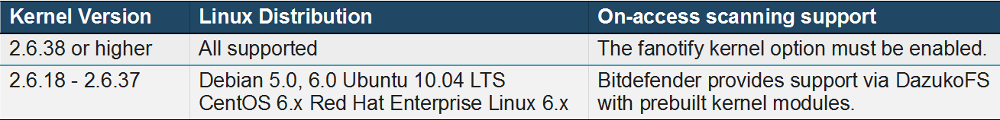 Kernel Version Linux Distribution On-access scanning support
2.6.38 or higher All supported The fanotify kernel option must be enabled.
2.6.18 - 2.6.37 Debian 5.0, 6.0 Ubuntu 10.04 LTS Bitdefender provides support via DazukoFS
CentOS 6.x Red Hat Enterprise Linux 6.x with prebuilt kernel modules.